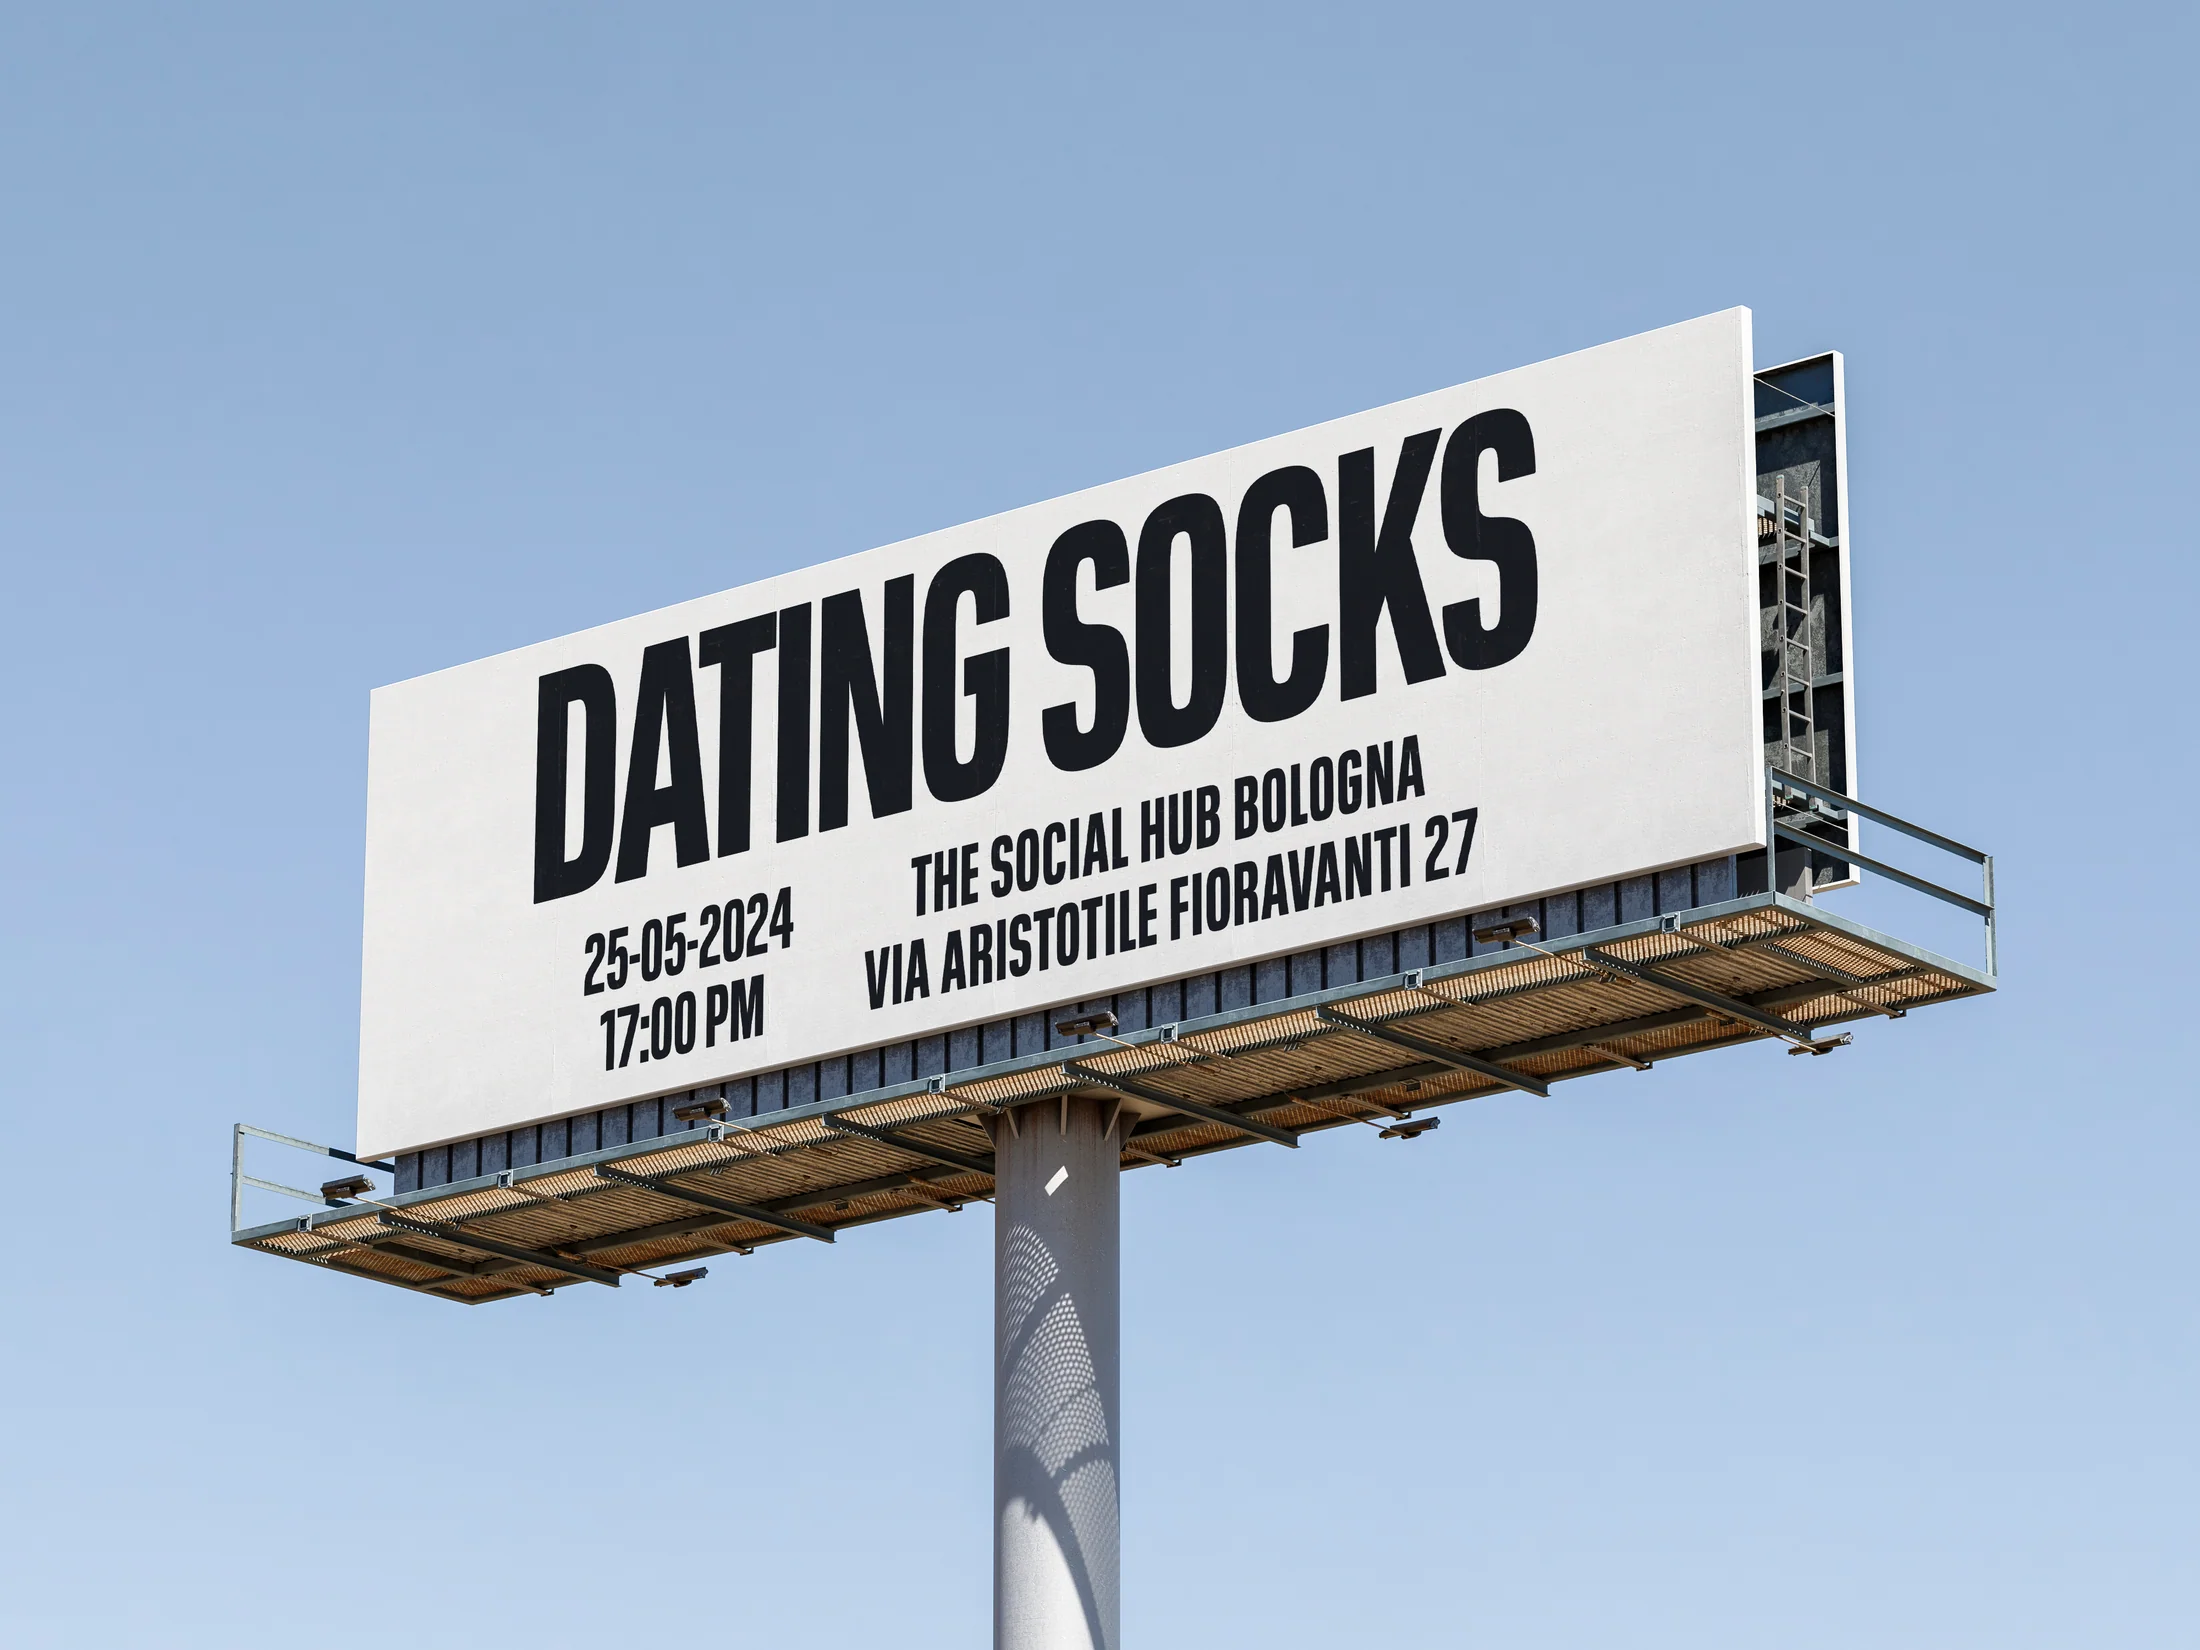 DATING SOCKS
25-05-2024
17:00 PM
THE SOCIAL HUB BOLOGNA
VIA ARISTOTILE FIORAVANTI 27